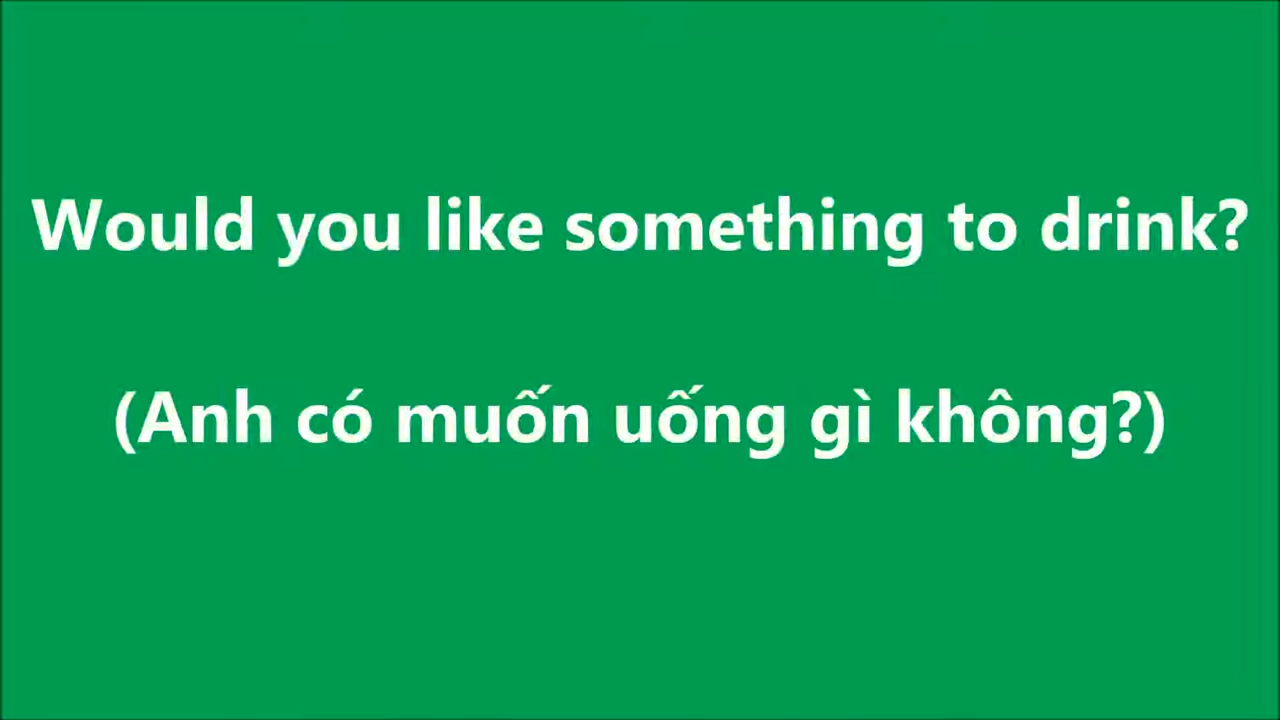 Would you like something to drink?
(Anh có muốn uống gì không?)